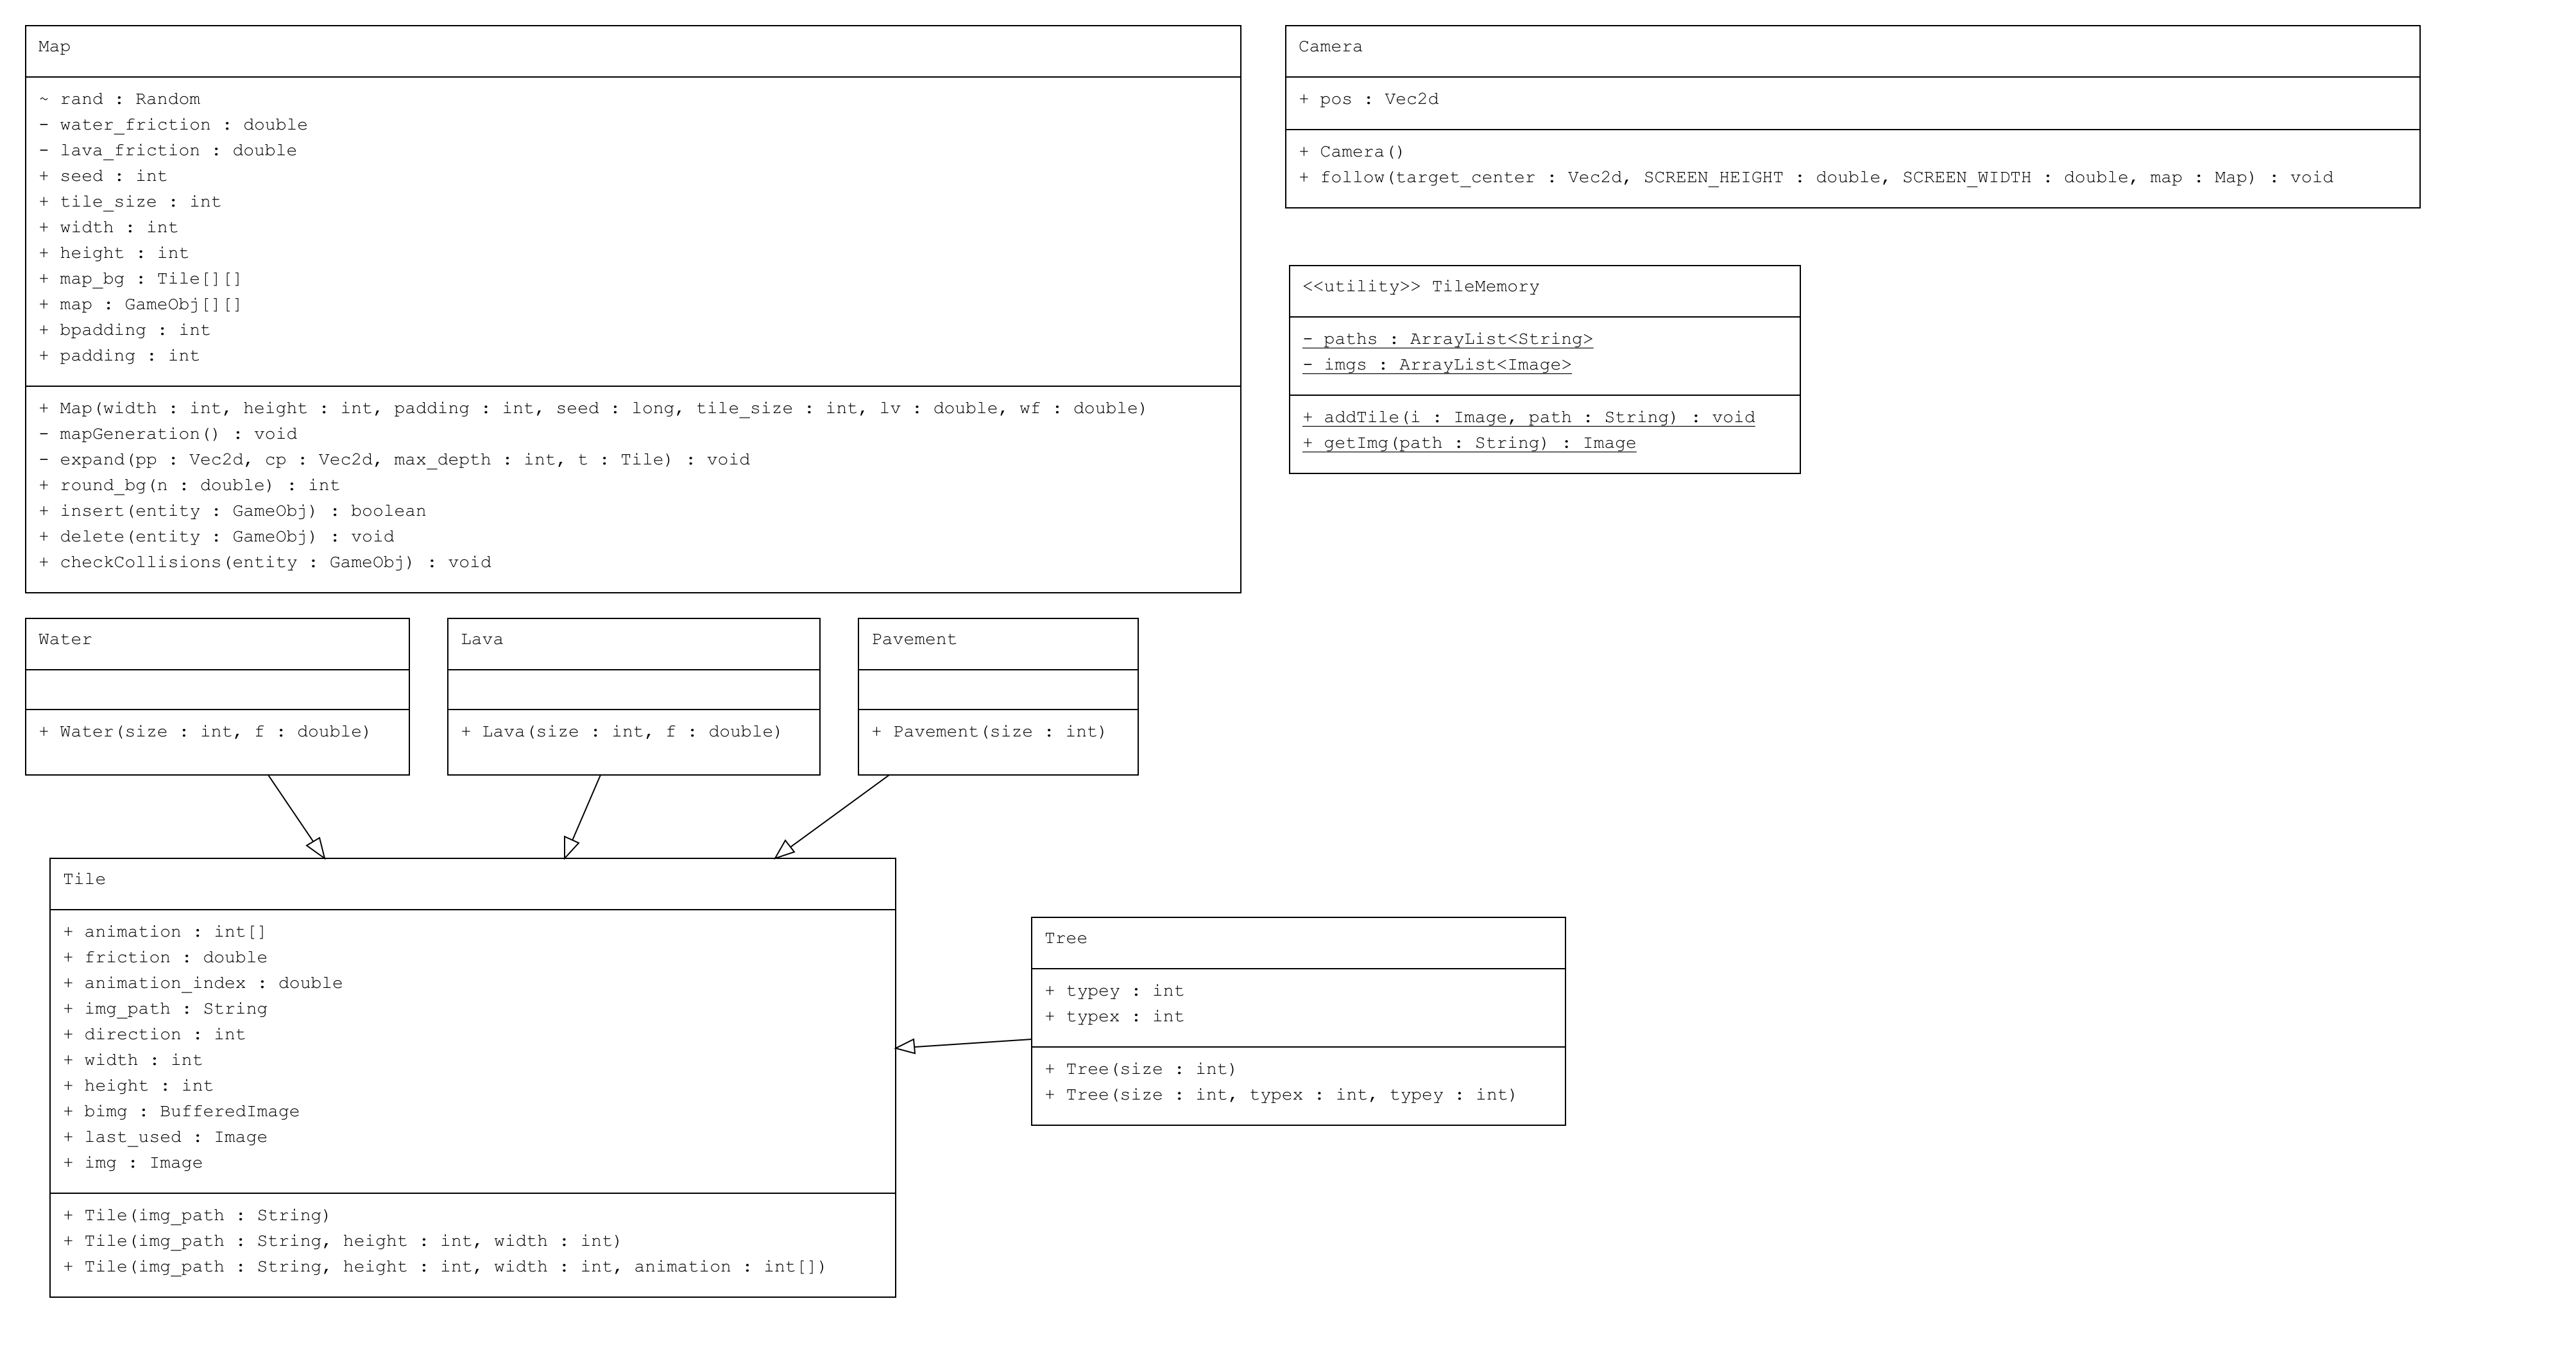 Map
~ rand : Random
- water_friction : double
- lava_friction : double
+ seed : int
+ tile_size : int
+ width : int
+ height : int
+ map_bg : Tile[][]
+ map : GameObj[][]
+ bpadding : int
+ padding : int
+ Map(width : int, height : int, padding : int, seed : long, tile_size : int, lv : double, wf : double)
- mapGeneration() : void
- expand(pp : Vec2d, cp : Vec2d, max_depth : int, t : Tile) : void
+ round_bg(n : double) : int
+ insert(entity : GameObj) : boolean
+ delete(entity : GameObj) : void
+ checkCollisions(entity : GameObj) : void
Camera
+ pos : Vec2d
+ Camera()
+ follow(target_center : Vec2d, SCREEN_HEIGHT : double, SCREEN_WIDTH : double, map : Map) : void
<<utility>> TileMemory
- paths : ArrayList<String>
- imgs : ArrayList<Image>
+ addTile(i : Image, path : String) : void
+ getImg(path : String) : Image
Water
+ Water(size : int, f : double)
Lava
+ Lava(size : int, f : double)
Pavement
+ Pavement(size : int)
Tile
+ animation : int[]
+ friction : double
+ animation_index : double
+ img_path : String
+ direction : int
+ width : int
+ height : int
+ bimg : BufferedImage
+ last_used : Image
+ img : Image
+ Tile(img_path : String)
+ Tile(img_path : String, height : int, width : int)
+ Tile(img_path : String, height : int, width : int, animation : int[])
Tree
+ typey : int
+ typex : int
+ Tree(size : int)
+ Tree(size : int, typex : int, typey : int)